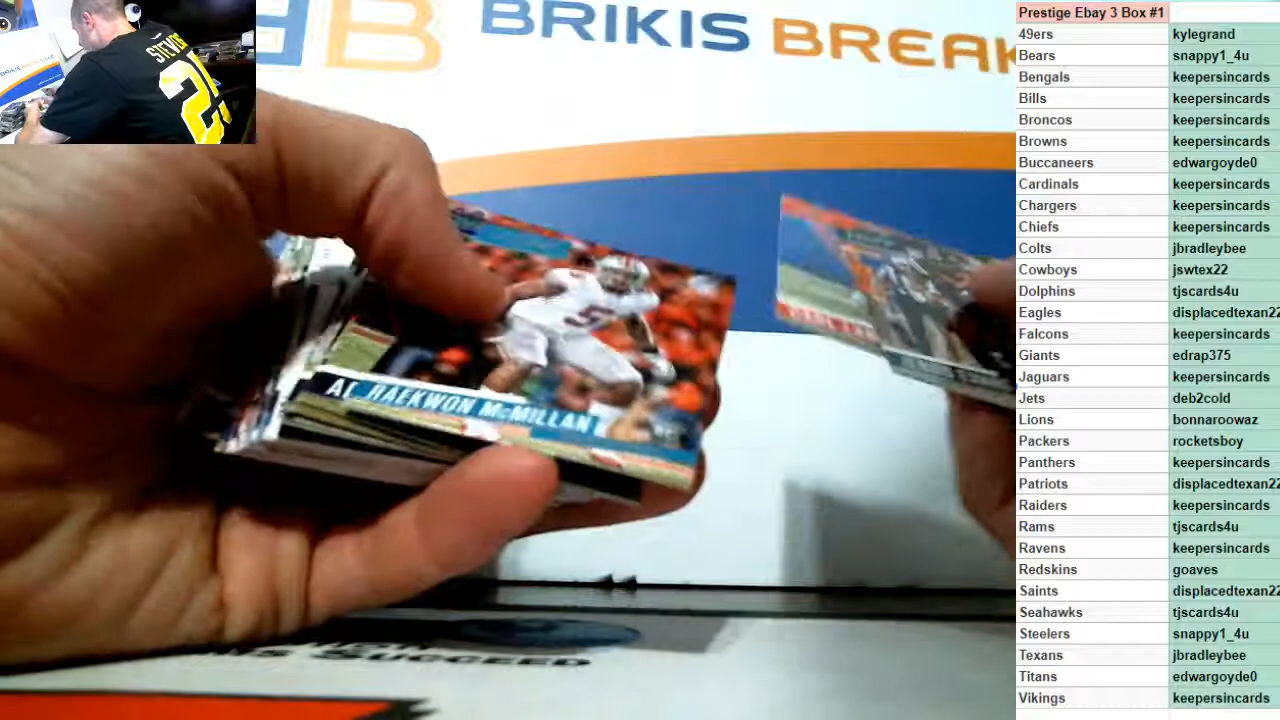 BRIKIS BREAK
STEVENS
25
AL RAEKWON McMILLAN
SUCCEED
Prestige Ebay 3 Box #1
49ers kylegrand
Bears snappy1_4u
Bengals keepersincards
Bills keepersincards
Broncos keepersincards
Browns keepersincards
Buccaneers edwargoyde0
Cardinals keepersincards
Chargers keepersincards
Chiefs keepersincards
Colts jbradleybee
Cowboys jswtex22
Dolphins tjscards4u
Eagles displacedtexan22
Falcons keepersincards
Giants edrap375
Jaguars keepersincards
Jets deb2cold
Lions bonnaroowaz
Packers rocketsboy
Panthers keepersincards
Patriots displacedtexan22
Raiders keepersincards
Rams tjscards4u
Ravens keepersincards
Redskins goaves
Saints displacedtexan22
Seahawks tjscards4u
Steelers snappy1_4u
Texans jbradleybee
Titans edwargoyde0
Vikings keepersincards